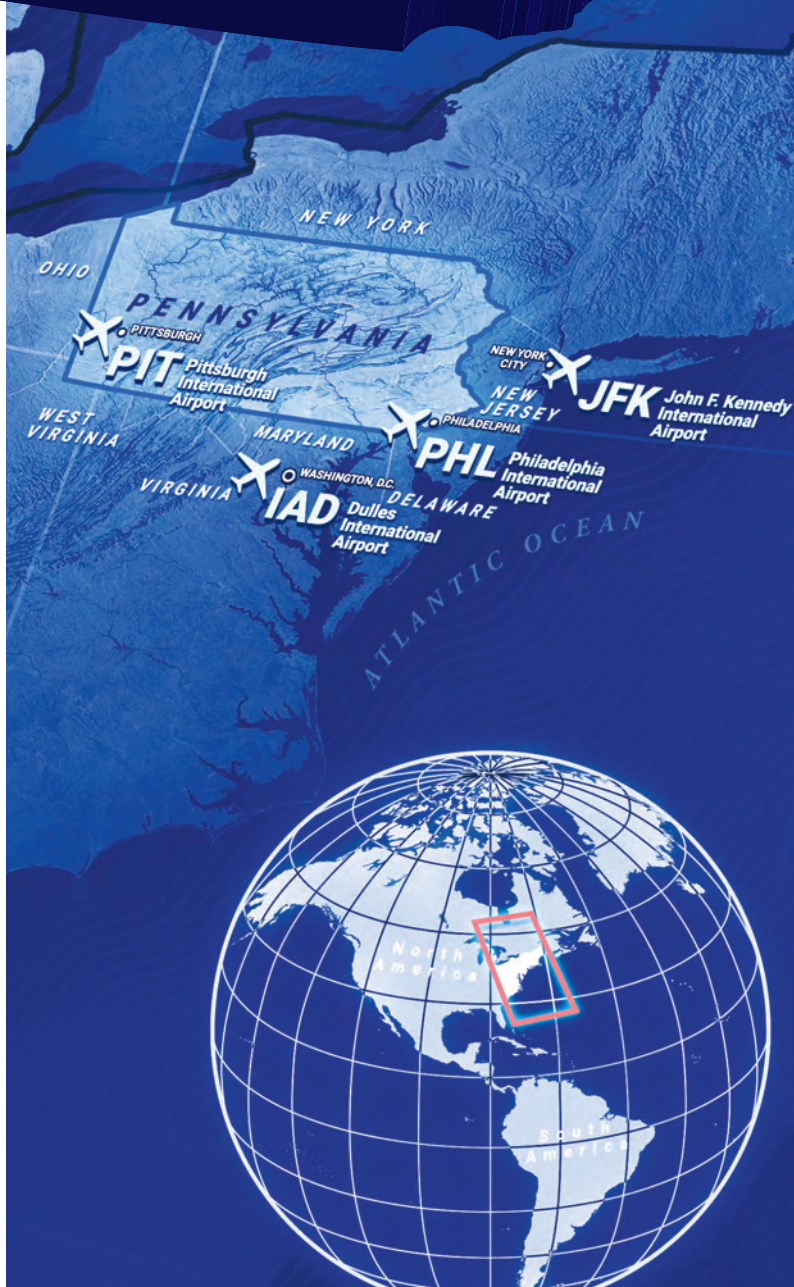 NEW YORK
OHIO
PENNSYLVANIA
PITTSBURGH
PIT Pittsburgh
International
Airport
NEW YORK
CITY
JFK John F. Kennedy
International
Airport
NEW
JERSEY
WEST
VIRGINIA
MARYLAND
PHILADELPHIA
PHL Philadelphia
International
Airport
VIRGINIA
WASHINGTON, D.C.
IAD Dulles
International
Airport
DELAWARE
ATLANTIC OCEAN
North
America
South
America